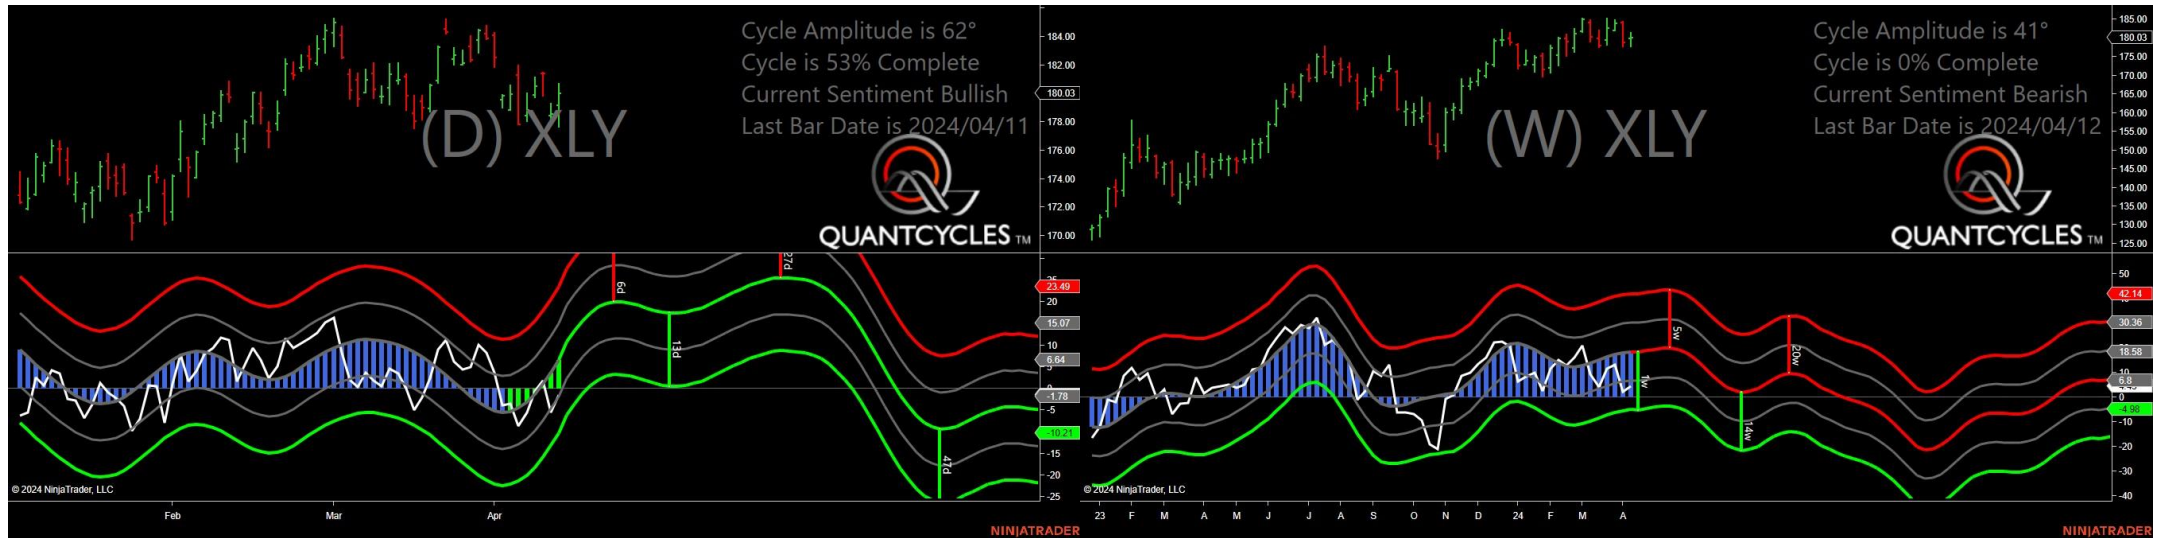 Cycle Amplitude is 62°
Cycle is 53% Complete
Current Sentiment Bullish
Last Bar Date is 2024/04/11
(D) XLY
QUANTCYCLES TM
184.00
182.00
180.03
178.00
176.00
174.00
172.00
170.00
6d
27d
13d
47d
23.49
20
15.07
10
6.64
5
0
-1.78
-5
-10.21
-15
-20
-25
© 2024 NinjaTrader, LLC
Feb Mar Apr
NINJATRADER
Cycle Amplitude is 41°
Cycle is 0% Complete
Current Sentiment Bearish
Last Bar Date is 2024/04/12
(W) XLY
QUANTCYCLES TM
185.00
180.03
175.00
170.00
165.00
160.00
155.00
150.00
145.00
140.00
135.00
130.00
125.00
5w
20w
1w
14w
50
42.14
30.36
18.58
10
6.8
0
-4.98
-10
-20
-30
-40
© 2024 NinjaTrader, LLC
23 F M A M J J A S O N D 24 F M A
NINJATRADER